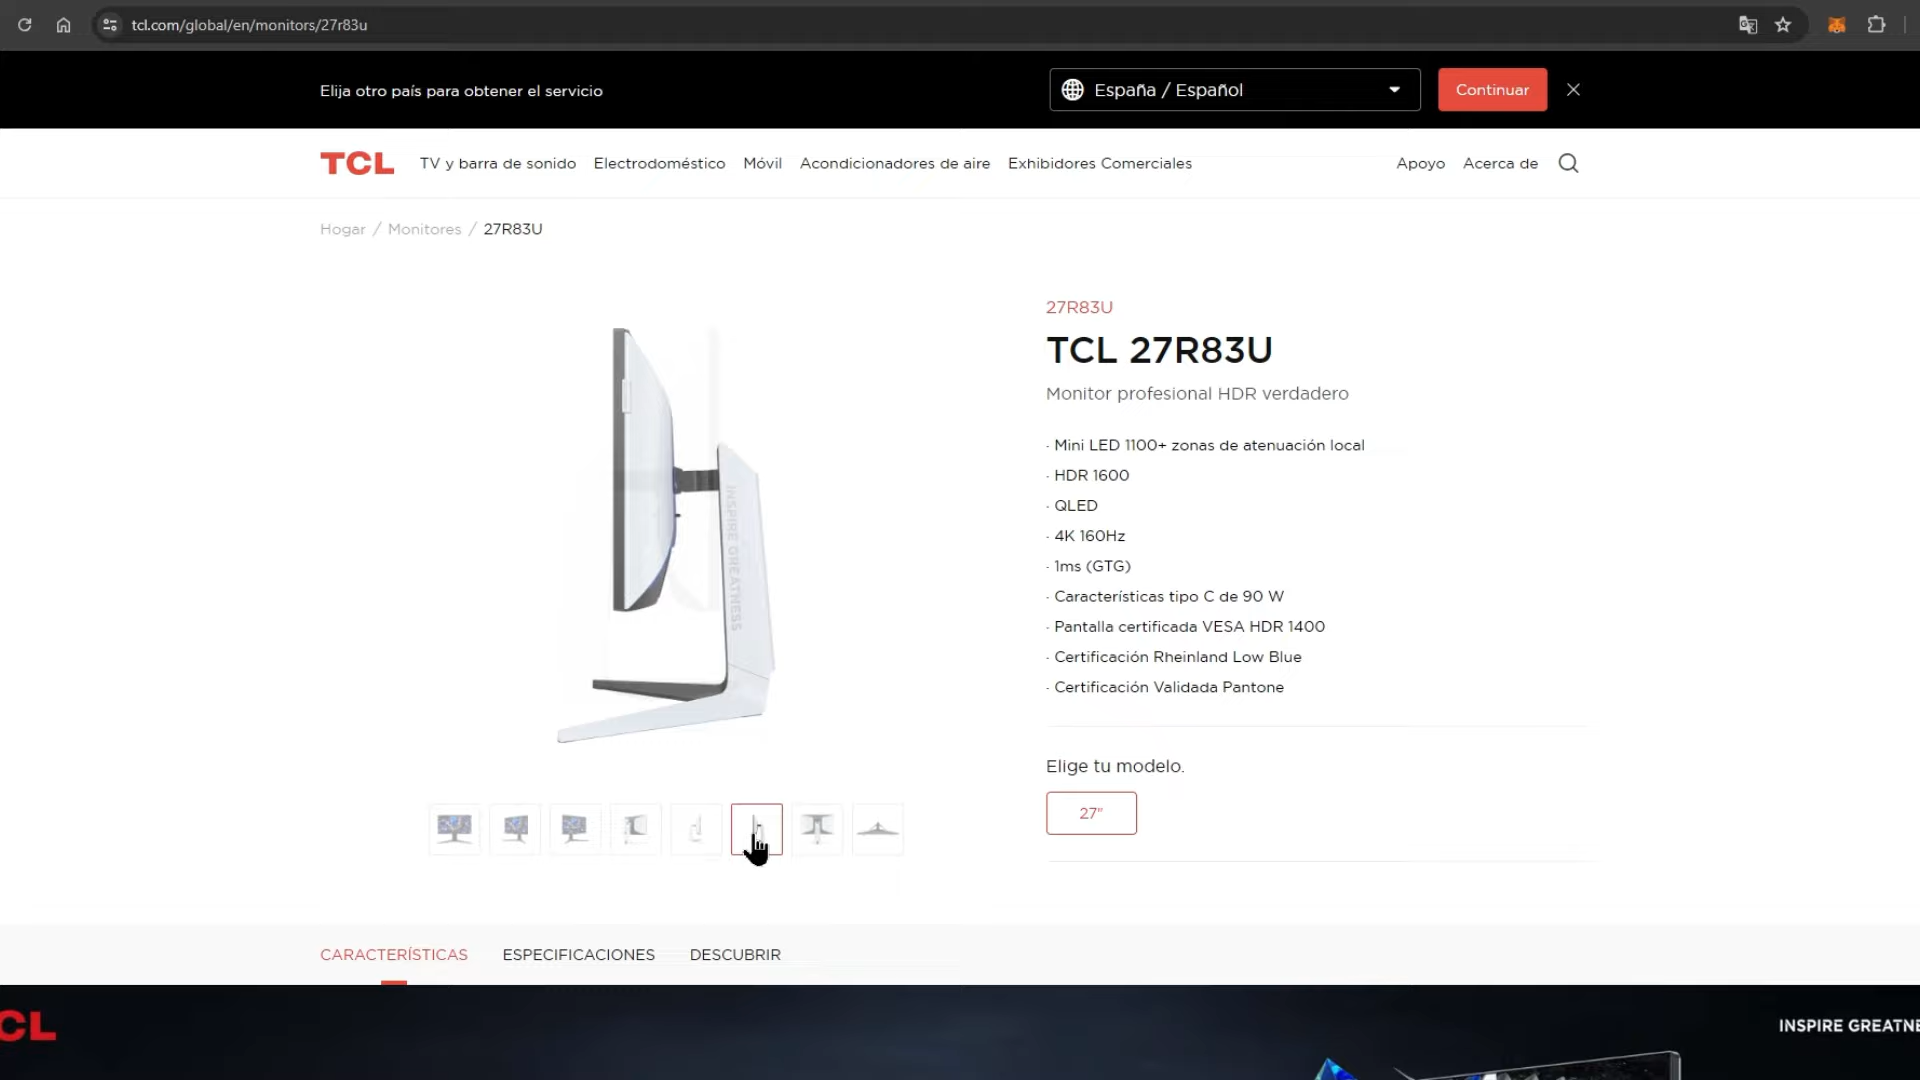 tcl.com/global/en/monitors/27r83u
Elija otro país para obtener el servicio
España / Español
Continuar
TCL
TV y barra de sonido
Electrodoméstico
Móvil
Acondicionadores de aire
Exhibidores Comerciales
Apoyo
Acerca de
Hogar / Monitores / 27R83U
27R83U
TCL 27R83U
Monitor profesional HDR verdadero
· Mini LED 1100+ zonas de atenuación local
· HDR 1600
· QLED
· 4K 160Hz
· 1ms (GTG)
· Características tipo C de 90 W
· Pantalla certificada VESA HDR 1400
· Certificación Rheinland Low Blue
· Certificación Validada Pantone
INSPIRE GREATNESS
Elige tu modelo.
27"
CARACTERÍSTICAS
ESPECIFICACIONES
DESCUBRIR
CL
INSPIRE GREATNE